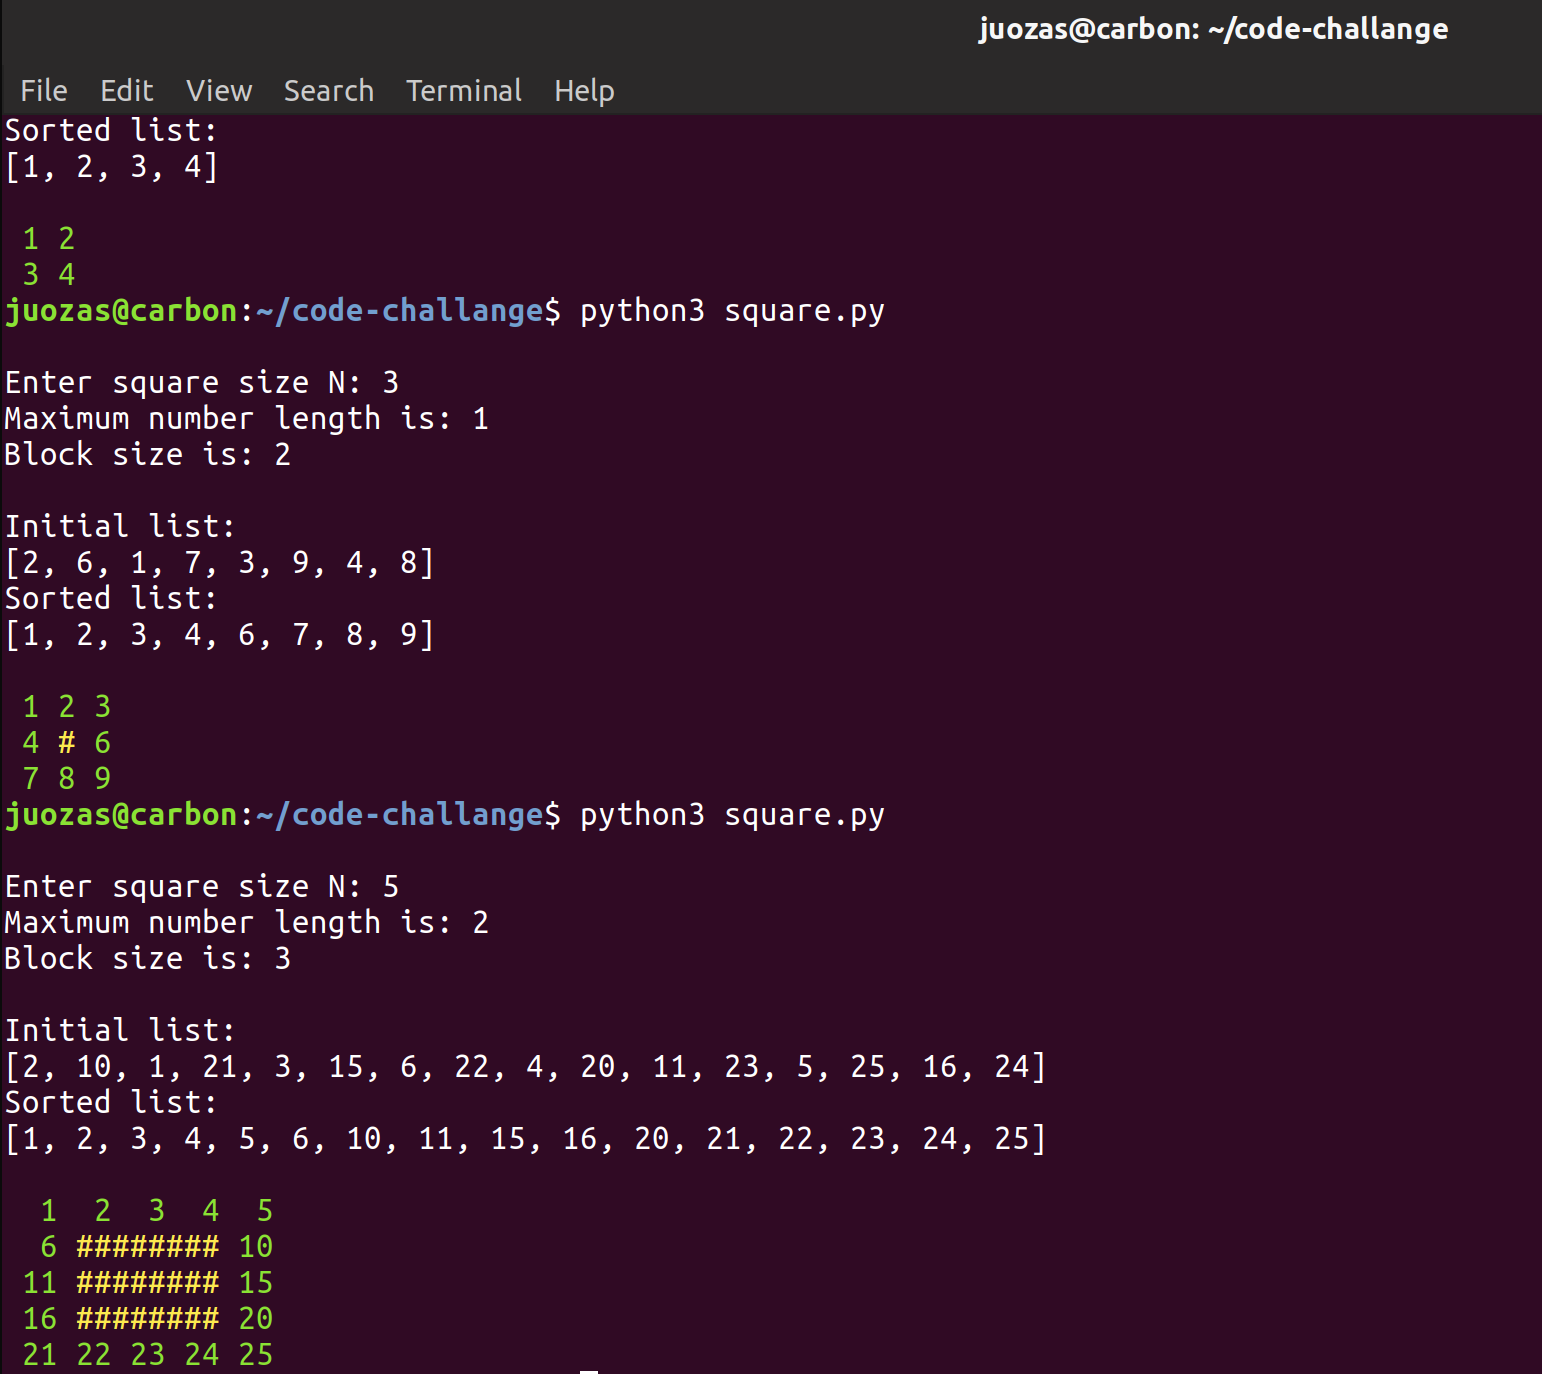 juozas@carbon: ~/code-challange
File Edit View Search Terminal Help
Sorted list:
[1, 2, 3, 4]
1 2
3 4
juozas@carbon:~/code-challange$ python3 square.py
Enter square size N: 3
Maximum number length is: 1
Block size is: 2
Initial list:
[2, 6, 1, 7, 3, 9, 4, 8]
Sorted list:
[1, 2, 3, 4, 6, 7, 8, 9]
1 2 3
4 # 6
7 8 9
juozas@carbon:~/code-challange$ python3 square.py
Enter square size N: 5
Maximum number length is: 2
Block size is: 3
Initial list:
[2, 10, 1, 21, 3, 15, 6, 22, 4, 20, 11, 23, 5, 25, 16, 24]
Sorted list:
[1, 2, 3, 4, 5, 6, 10, 11, 15, 16, 20, 21, 22, 23, 24, 25]
1 2 3 4 5
6 ######## 10
11 ######## 15
16 ######## 20
21 22 23 24 25